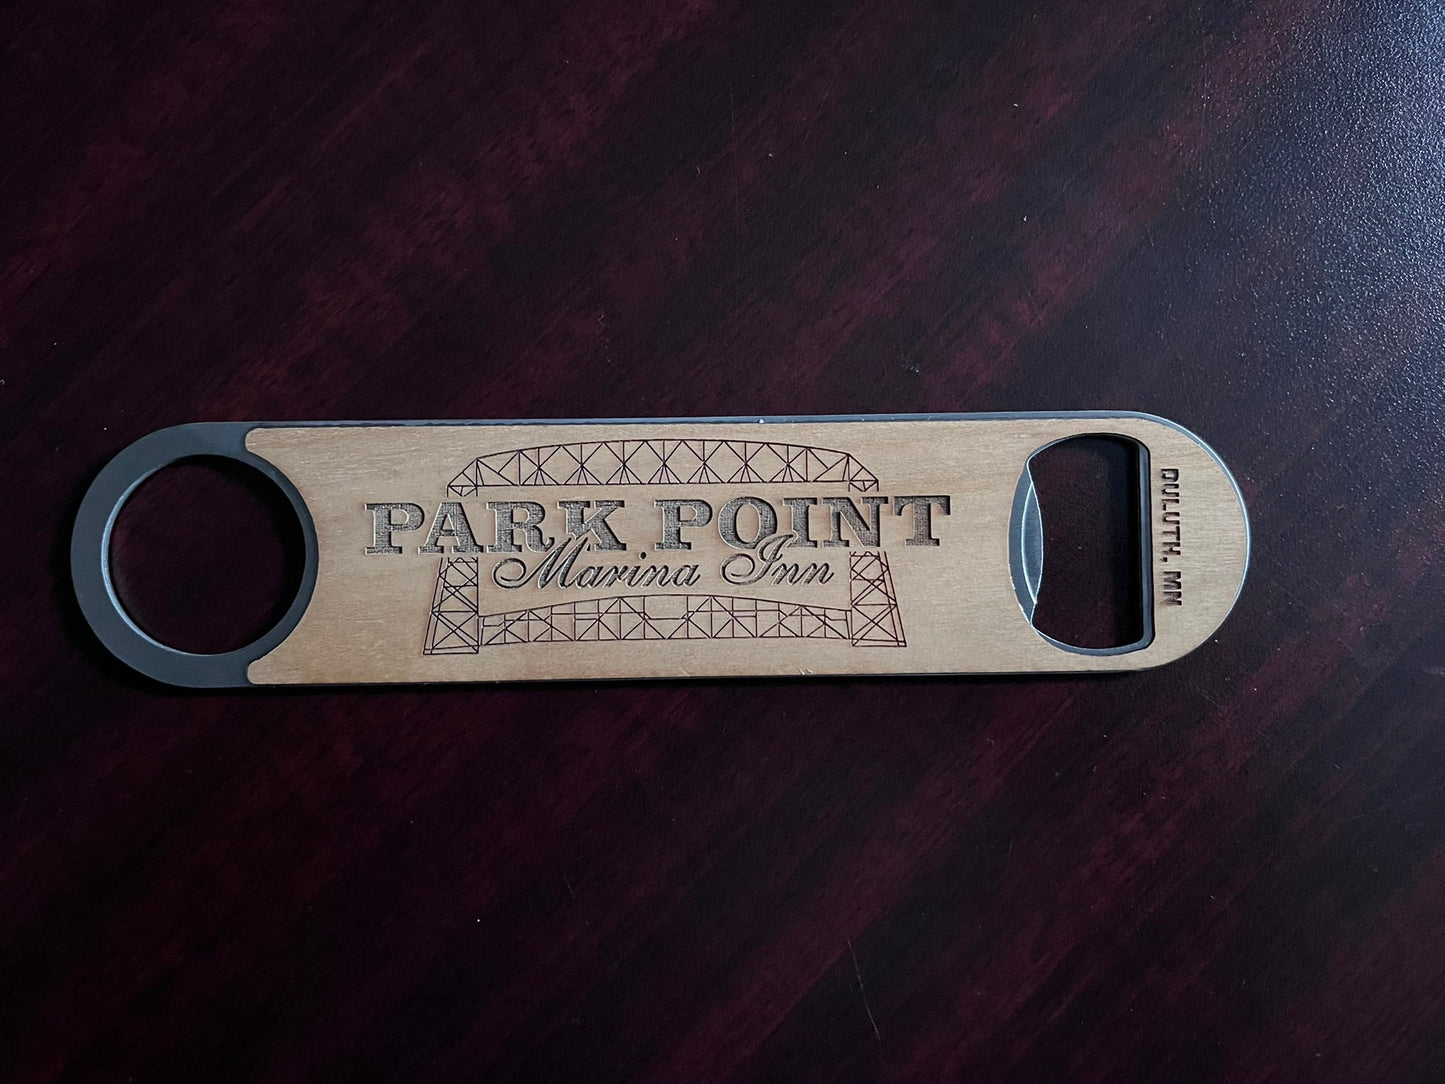 PARK POINT
Marina Inn
DULUTH, MN